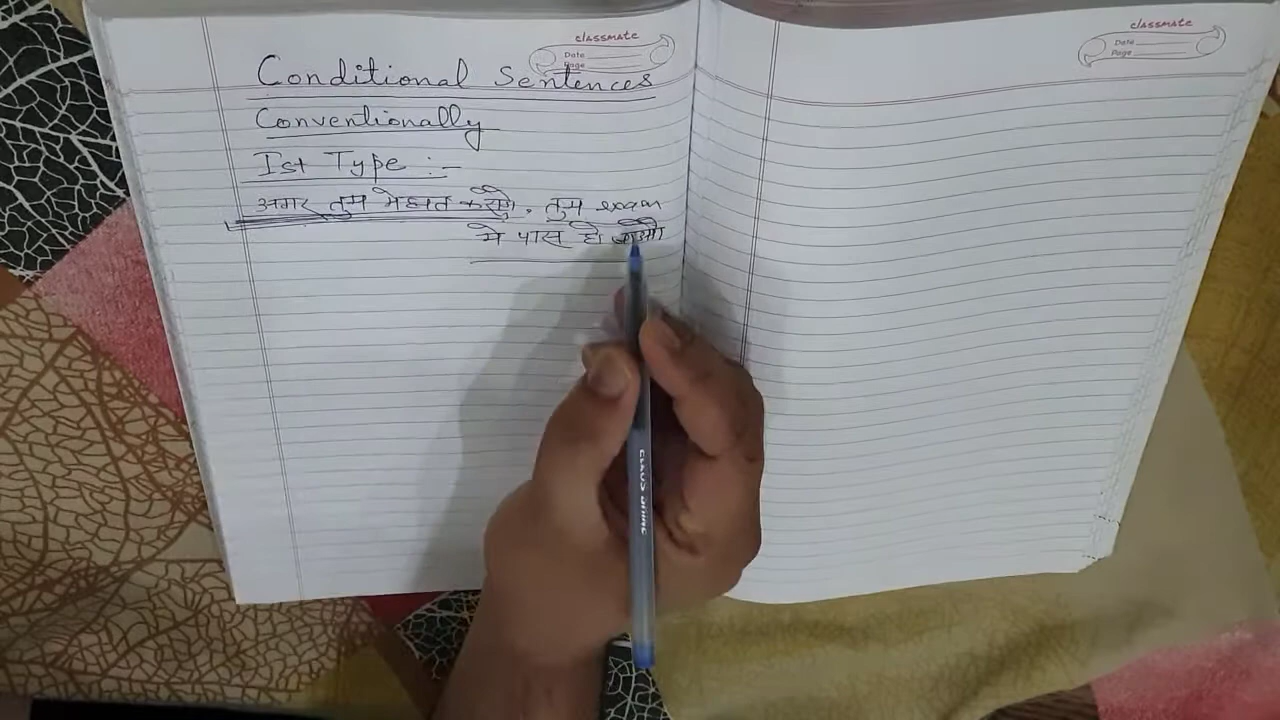 classmate
Date
Page
classmate
Date
Page
Conditional Sentences
Conventionally
Ist Type :-
अगर तुम मेहनत करोगे, तुम exam
मे पास हो जाओगे